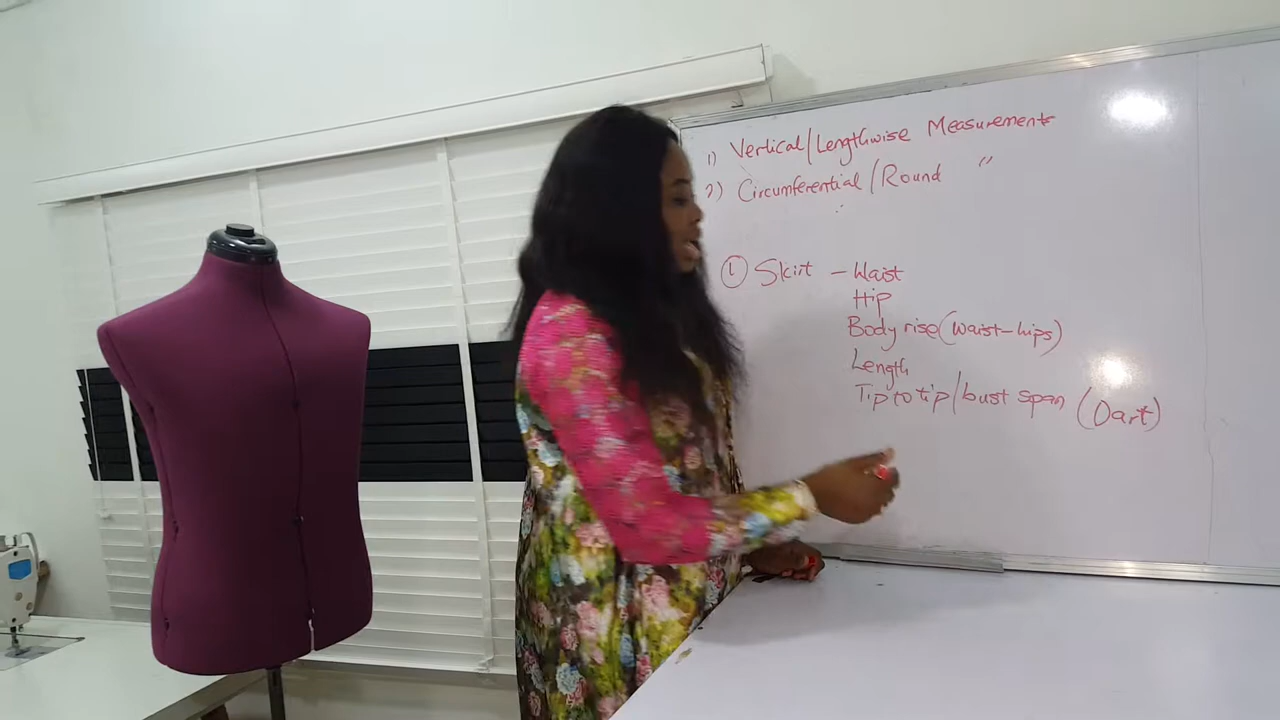 1) Vertical/Lengthwise Measurements
2) Circumferential/Round "
1 Skirt - Waist
Hip
Body rise (waist-hips)
Length
Tip to tip/bust span (Dart)